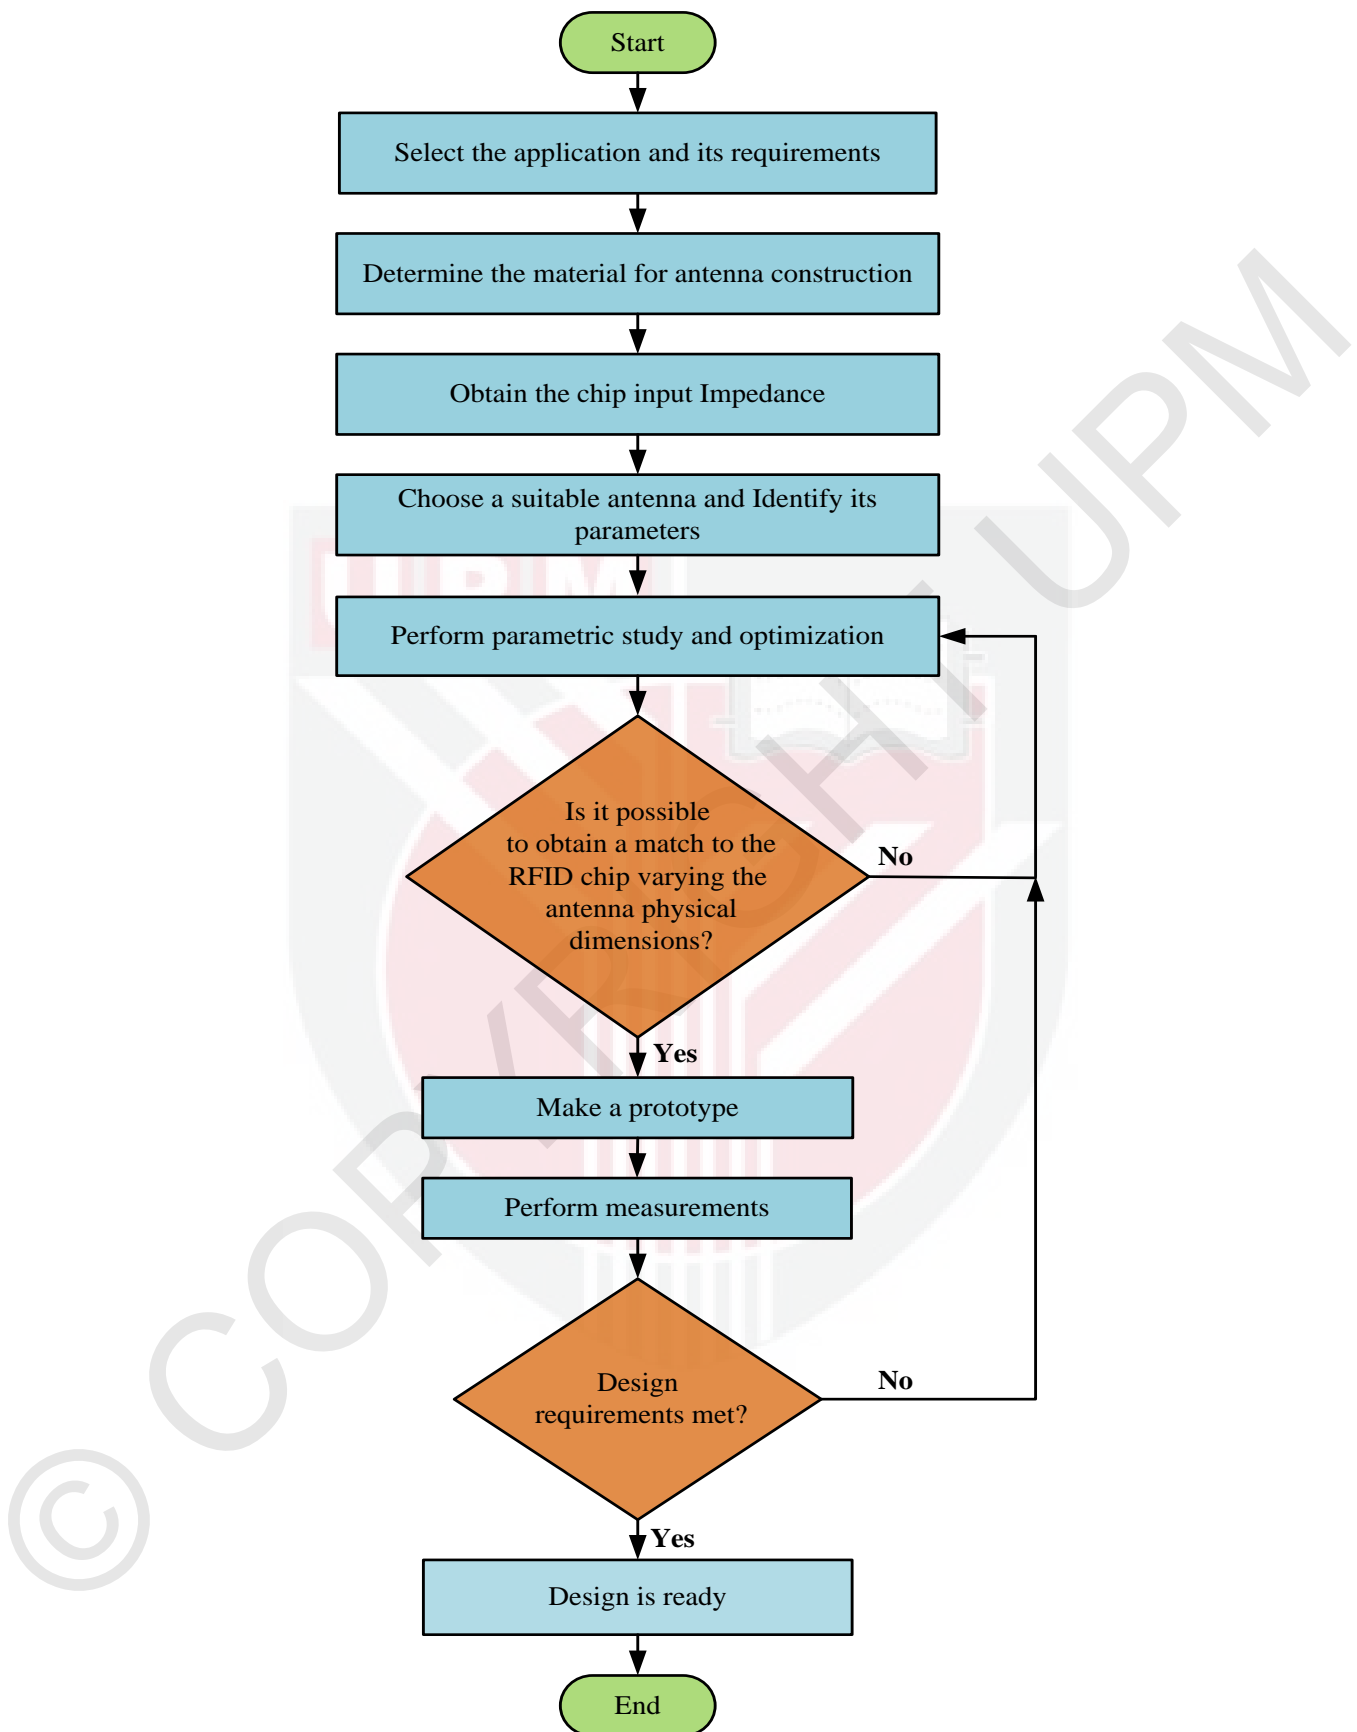 Start
Select the application and its requirements
Determine the material for antenna construction
Obtain the chip input Impedance
Choose a suitable antenna and Identify its
parameters
UPM
Perform parametric study and optimization
Is it possible
to obtain a match to the
RFID chip varying the
antenna physical
dimensions?
No
Yes
Make a prototype
Perform measurements
Design
requirements met?
No
Yes
Design is ready
End
© COPYRIGHT UPM